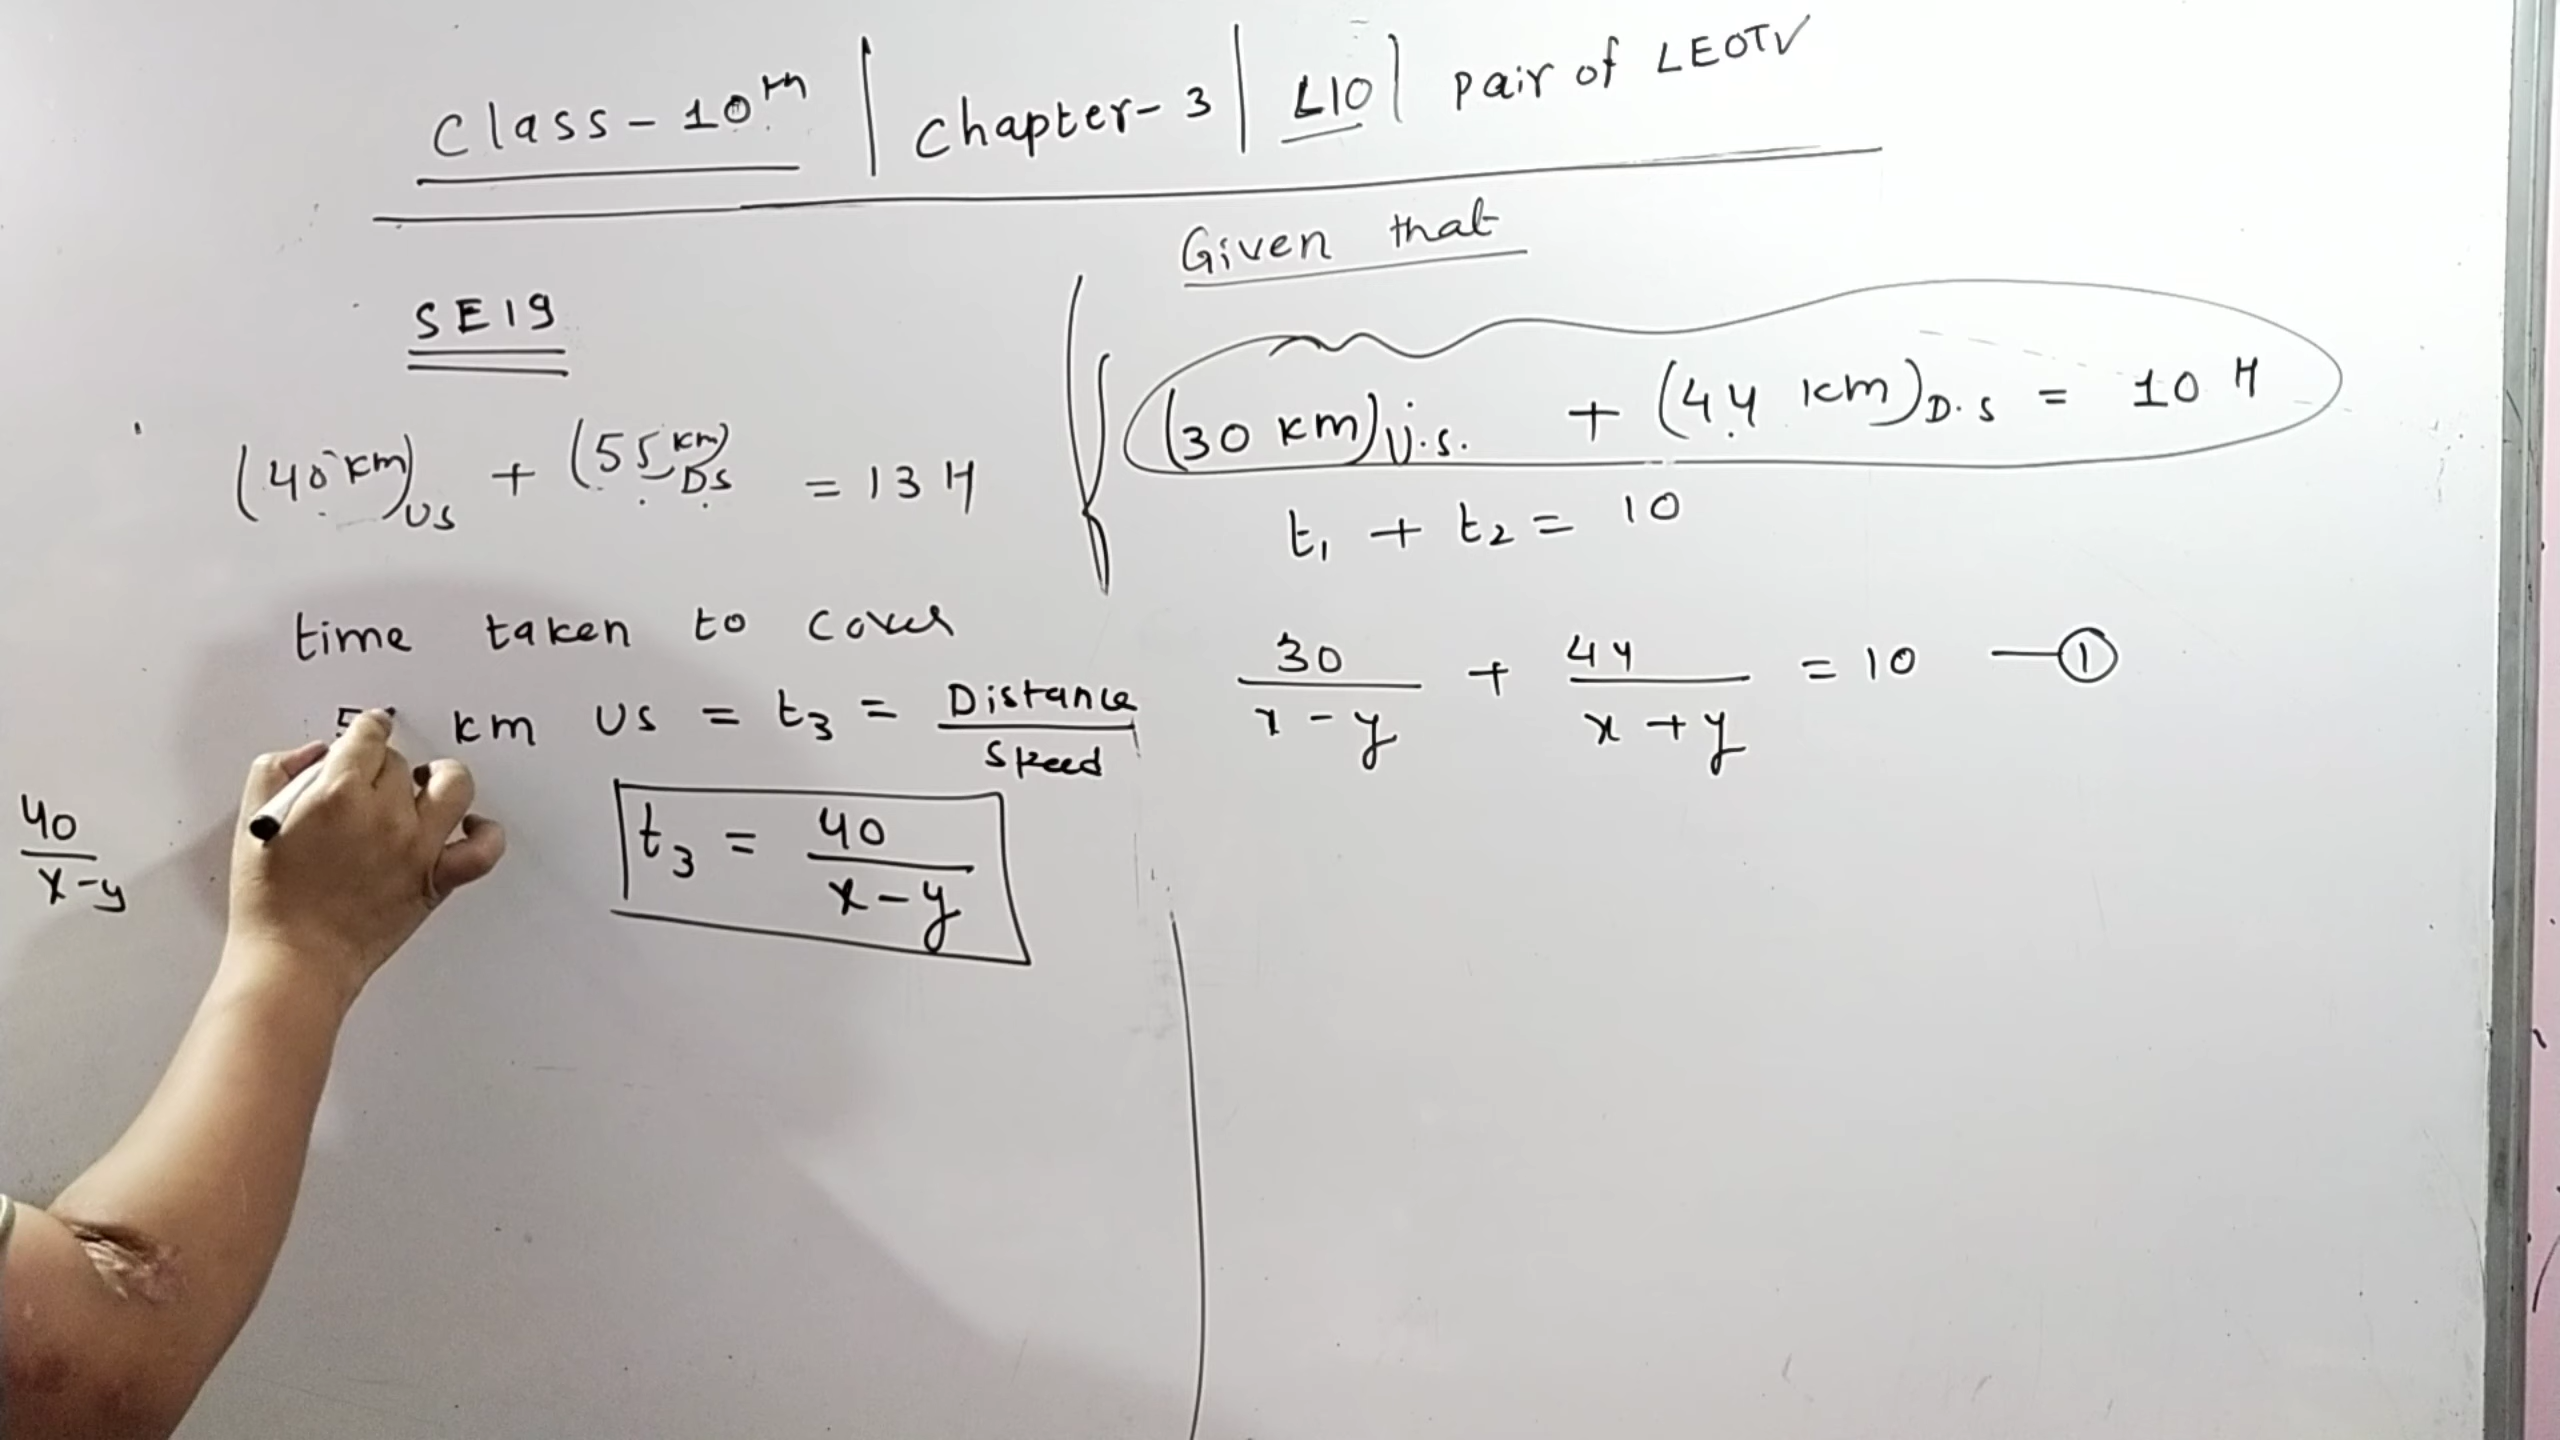 Class - 10th | Chapter - 3 | L10 | Pair of LEOTV
SE19
(40 km)US + (55 km)DS = 13 H
time taken to cover
km US = t3 = Distance / Speed
40 / x-y
t3 = 40 / x-y
Given that
(30 km)U.S. + (44 km)D.S = 10 H
t1 + t2 = 10
30 / x-y + 44 / x+y = 10 — ①